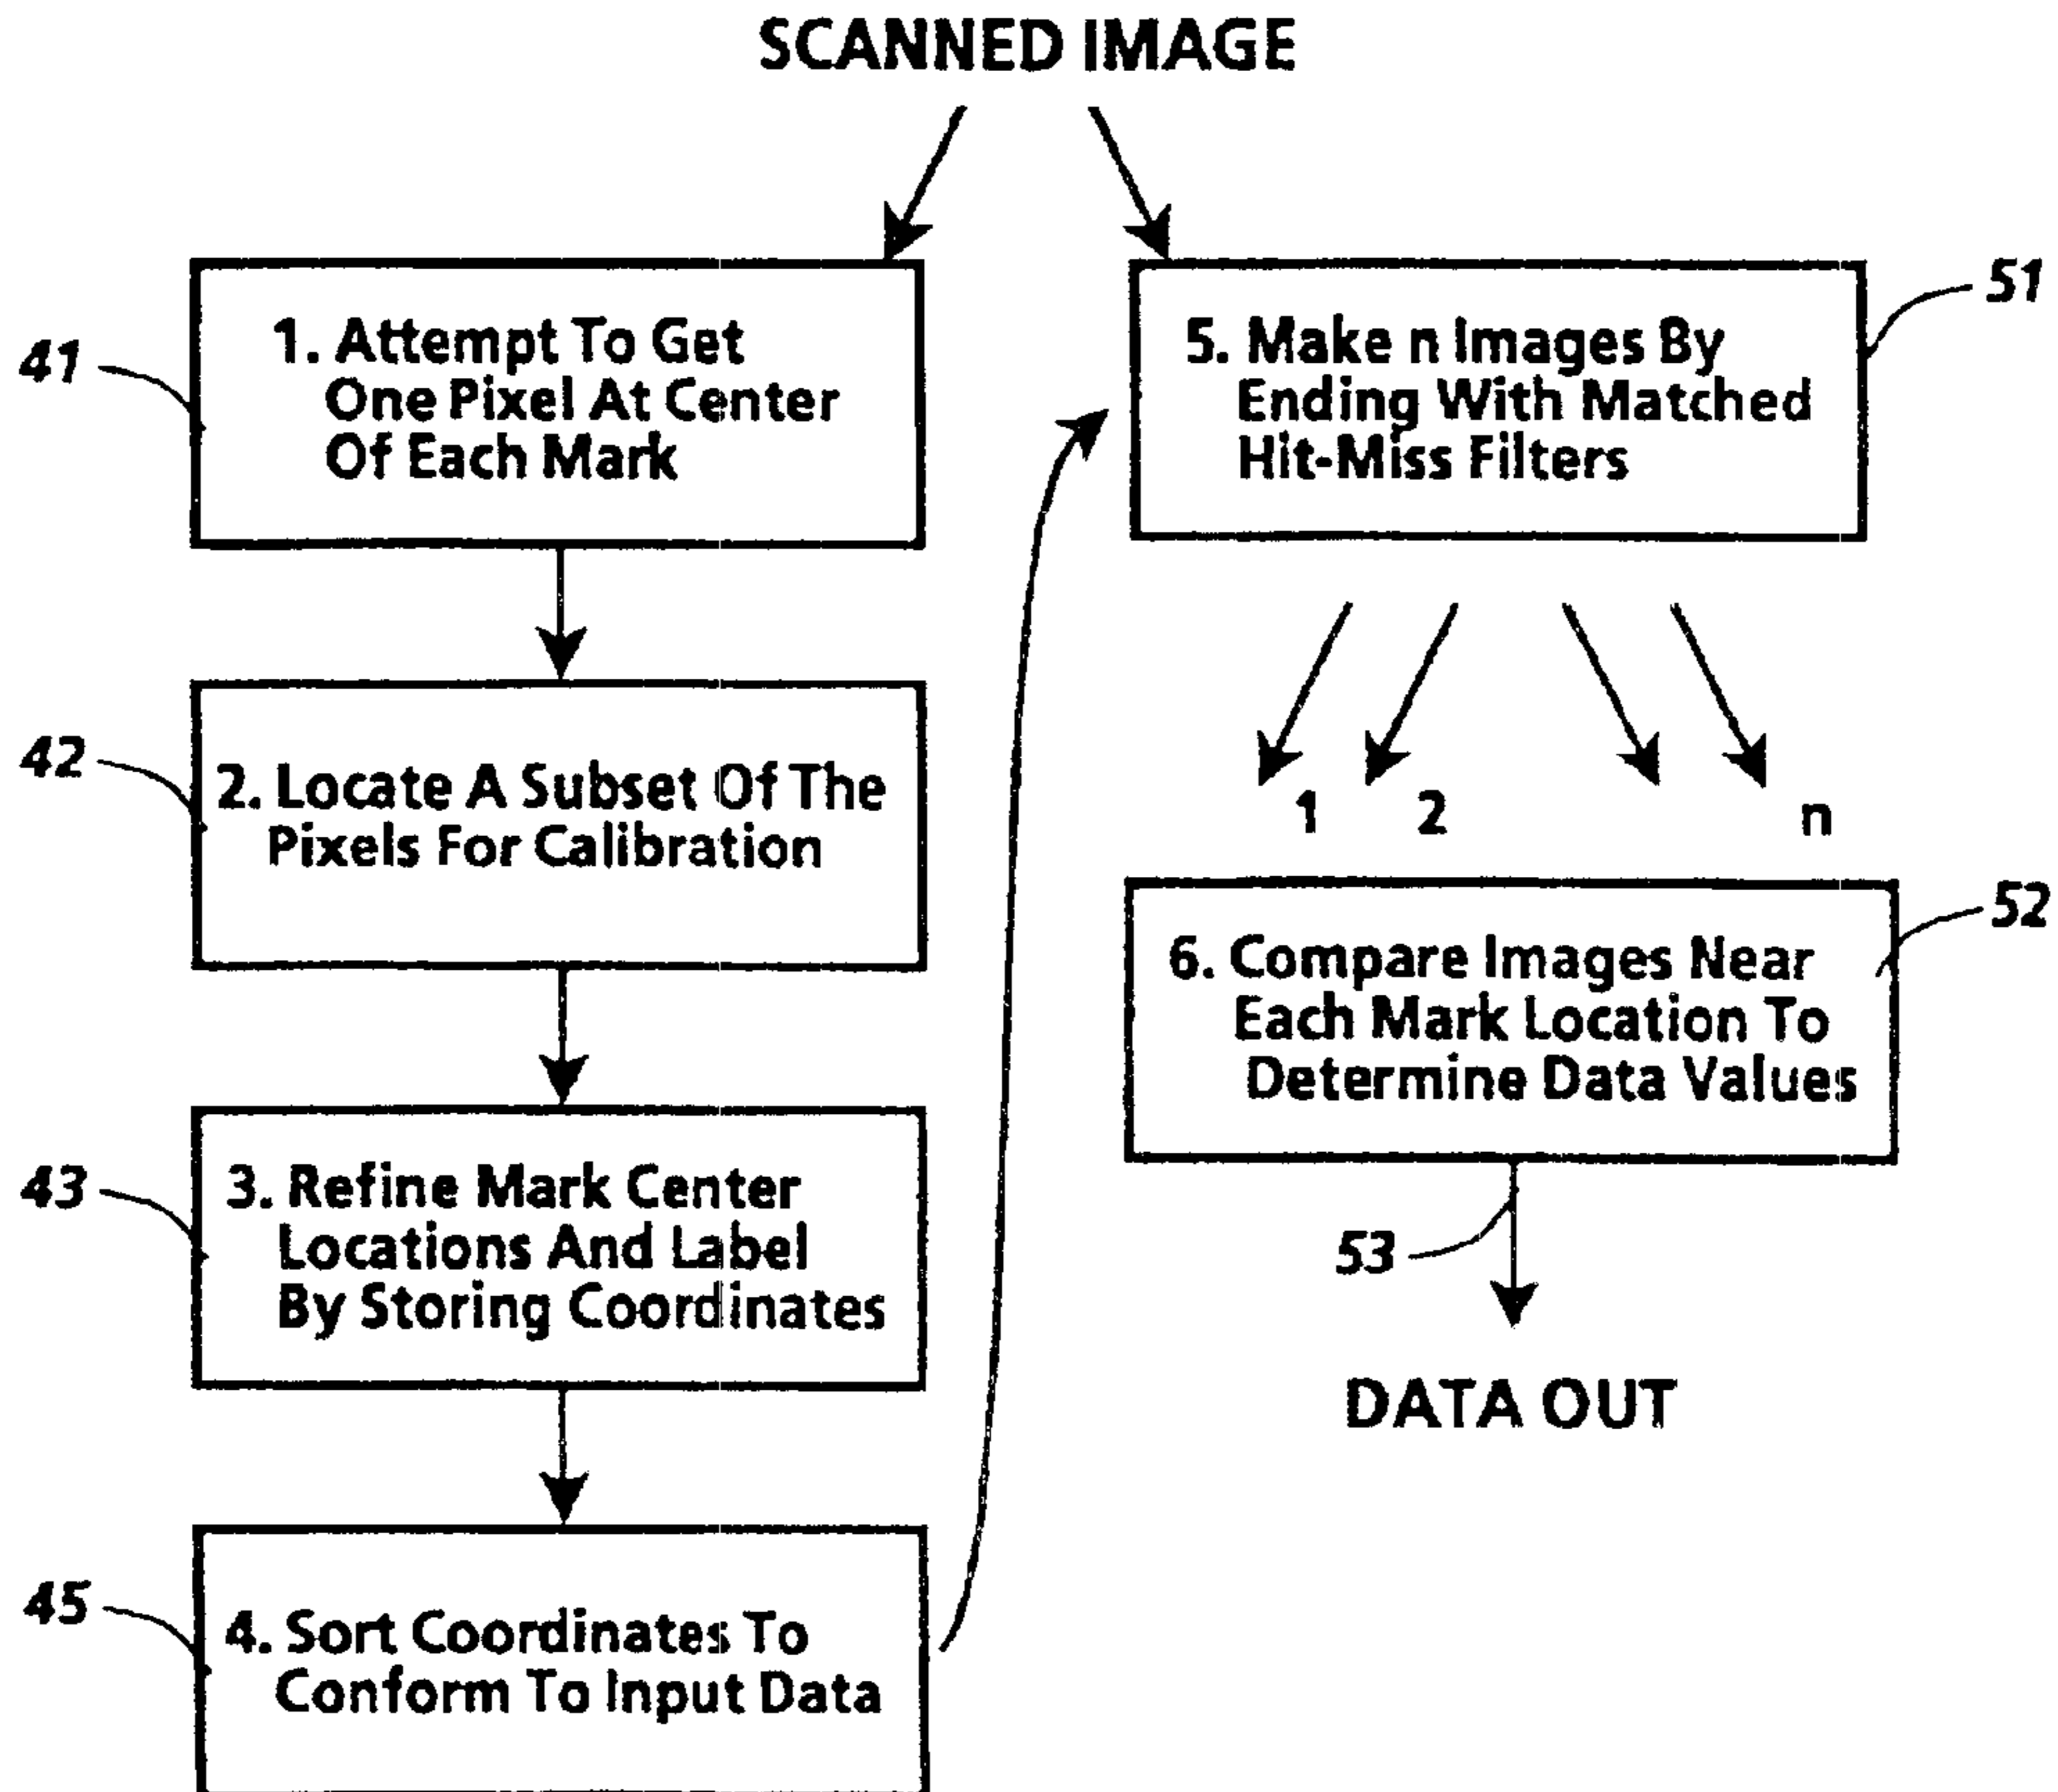 SCANNED IMAGE
41
1. Attempt To Get
One Pixel At Center
Of Each Mark
42
2. Locate A Subset Of The
Pixels For Calibration
43
3. Refine Mark Center
Locations And Label
By Storing Coordinates
45
4. Sort Coordinates To
Conform To Input Data
51
5. Make n Images By
Ending With Matched
Hit-Miss Filters
1 2 n
52
6. Compare Images Near
Each Mark Location To
Determine Data Values
53
DATA OUT